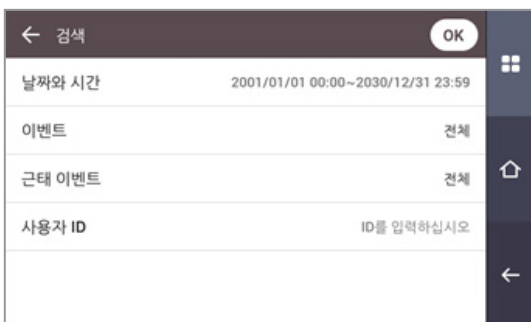 검색 OK
날짜와 시간 2001/01/01 00:00~2030/12/31 23:59
이벤트 전체
근태 이벤트 전체
사용자 ID ID를 입력하십시오